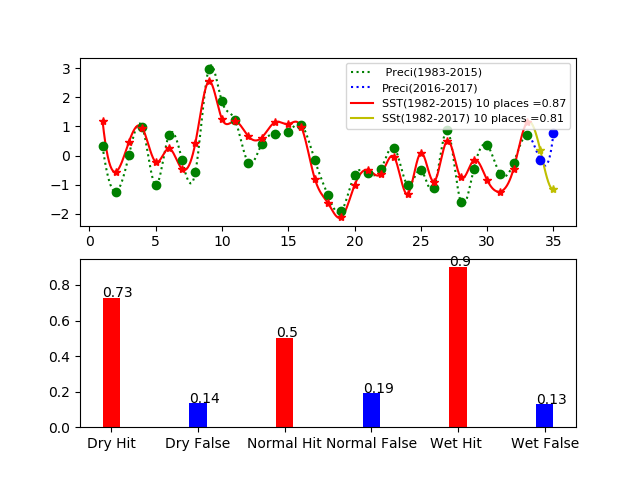 3
2
1
0
−1
−2
Preci(1983-2015)
Preci(2016-2017)
SST(1982-2015) 10 places =0.87
SSt(1982-2017) 10 places =0.81
0 5 10 15 20 25 30 35
0.8
0.6
0.4
0.2
0.0
0.73
0.14
0.5
0.19
0.9
0.13
Dry Hit Dry False Normal Hit Normal False Wet Hit Wet False